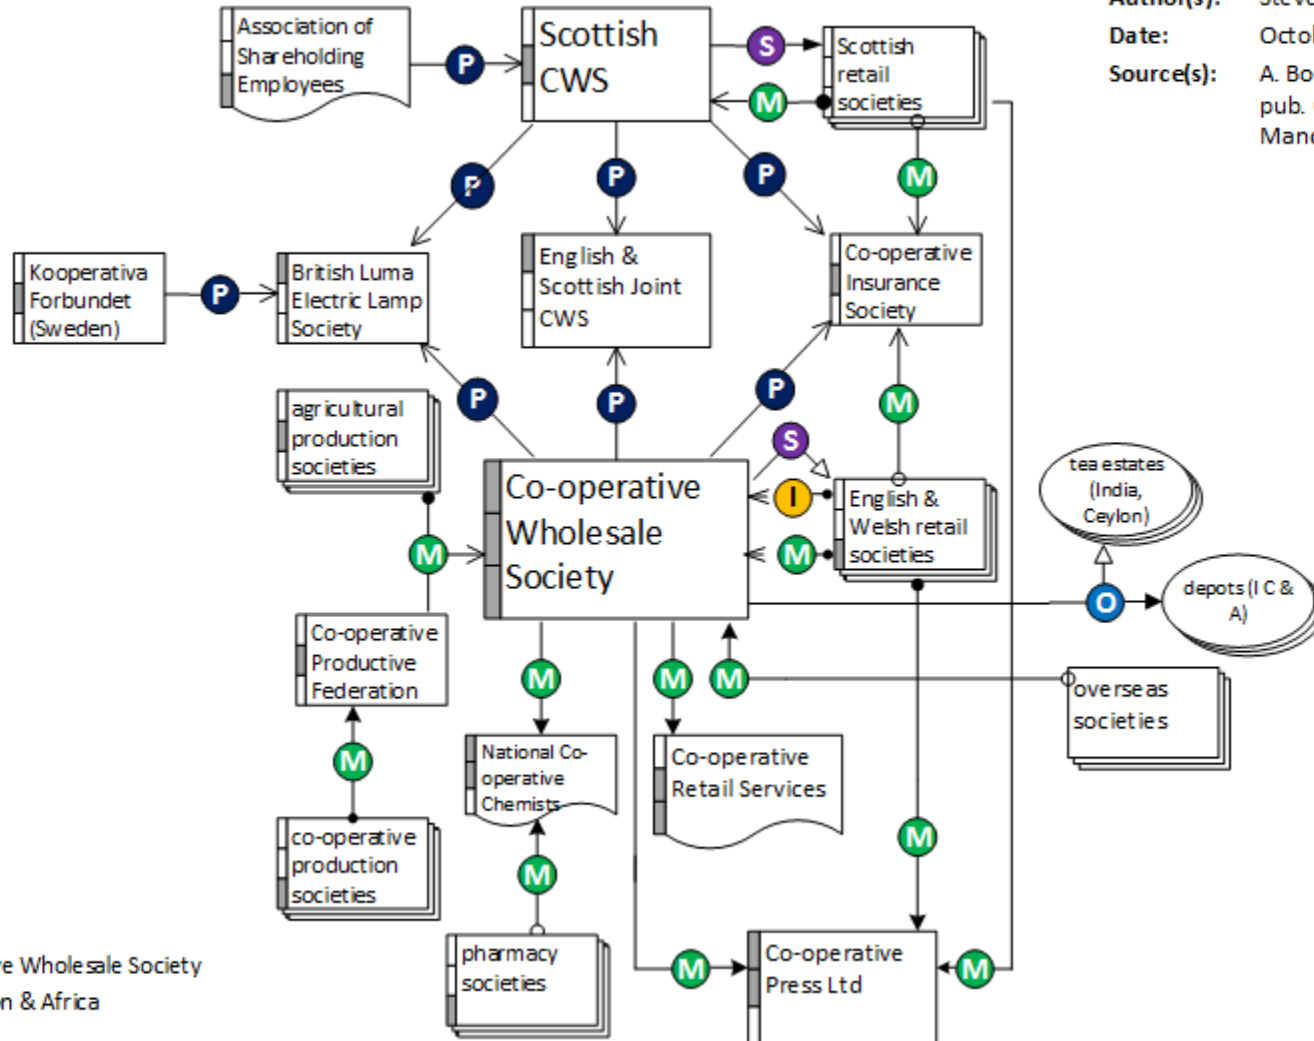 Association of
Shareholding
Employees
P
Scottish
CWS
S
M
Scottish
retail
societies
Author(s):
Date:
Source(s):
A. Bo
pub.
P
P
P
M
Kooperativa
Forbundet
(Sweden)
P
British Luma
Electric Lamp
Society
English &
Scottish Joint
CWS
Co-operative
Insurance
Society
P
P
P
M
agricultural
production
societies
S
I
M
Co-operative
Wholesale
Society
English &
Welsh retail
societies
tea estates
(India,
Ceylon)
M
O
depots (I C &
A)
Co-operative
Productive
Federation
M
M
M
overseas
societies
M
National Co-
operative
Chemists
Co-operative
Retail Services
co-operative
production
societies
M
M
pharmacy
societies
M
Co-operative
Press Ltd
M
Wholesale Society
n & Africa